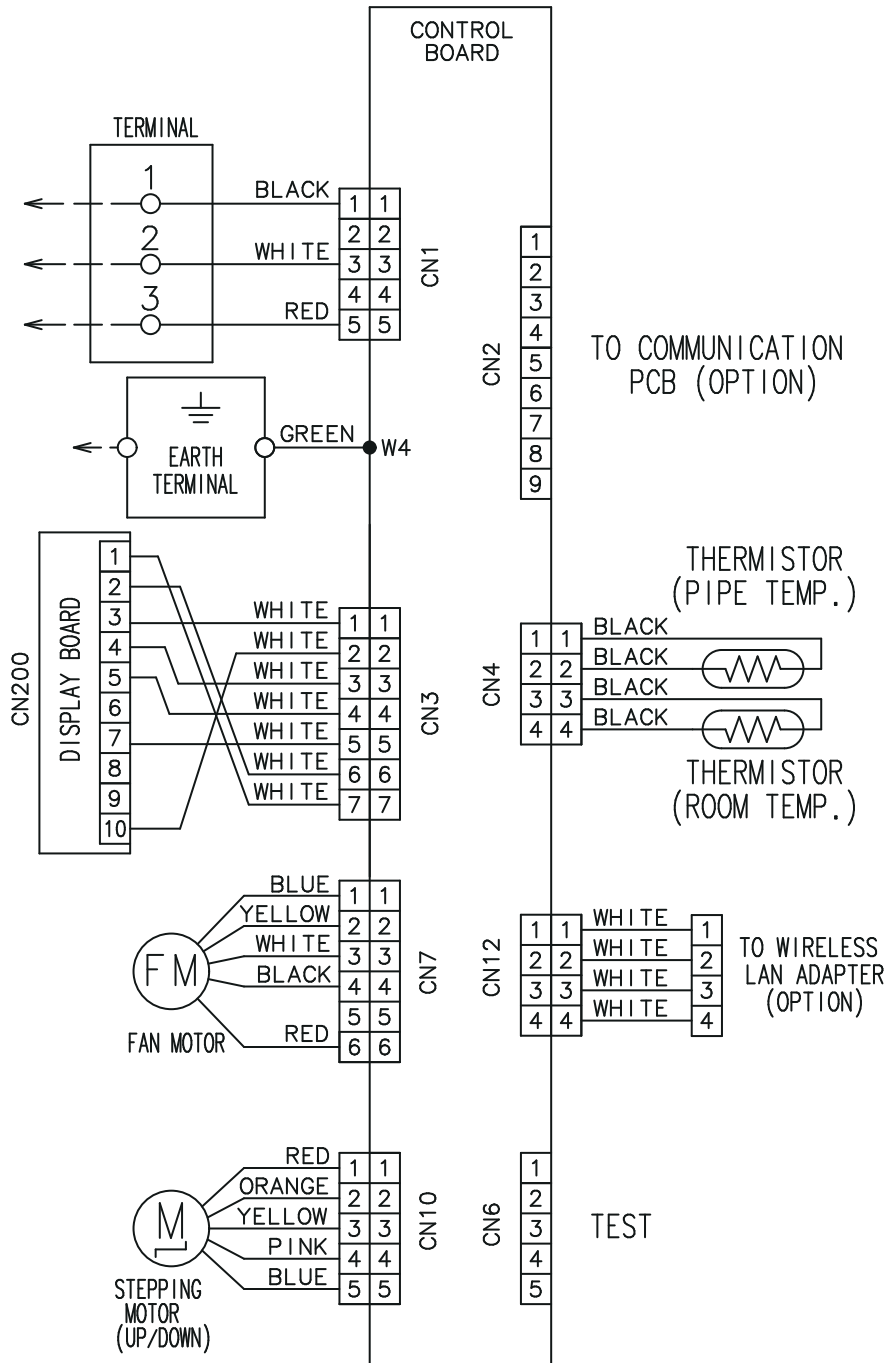 CONTROL
BOARD
TERMINAL
1
BLACK
1 1
2 2
2
WHITE
3 3
4 4
3
RED
5 5
CN1
1
2
3
4
5
6
7
8
9
CN2
TO COMMUNICATION
PCB (OPTION)
GREEN
W4
EARTH
TERMINAL
CN200
DISPLAY BOARD
1
2
3
4
5
6
7
8
9
10
WHITE
WHITE
WHITE
WHITE
WHITE
WHITE
WHITE
1 1
2 2
3 3
4 4
5 5
6 6
7 7
CN3
THERMISTOR
(PIPE TEMP.)
CN4
1 1 BLACK
2 2 BLACK
3 3 BLACK
4 4 BLACK
THERMISTOR
(ROOM TEMP.)
FM
FAN MOTOR
BLUE 1 1
YELLOW 2 2
WHITE 3 3
BLACK 4 4
5 5
RED 6 6
CN7
CN12
1 1 WHITE 1
2 2 WHITE 2
3 3 WHITE 3
4 4 WHITE 4
TO WIRELESS
LAN ADAPTER
(OPTION)
M
STEPPING
MOTOR
(UP/DOWN)
RED 1 1
ORANGE 2 2
YELLOW 3 3
PINK 4 4
BLUE 5 5
CN10
CN6
1
2
3
4
5
TEST